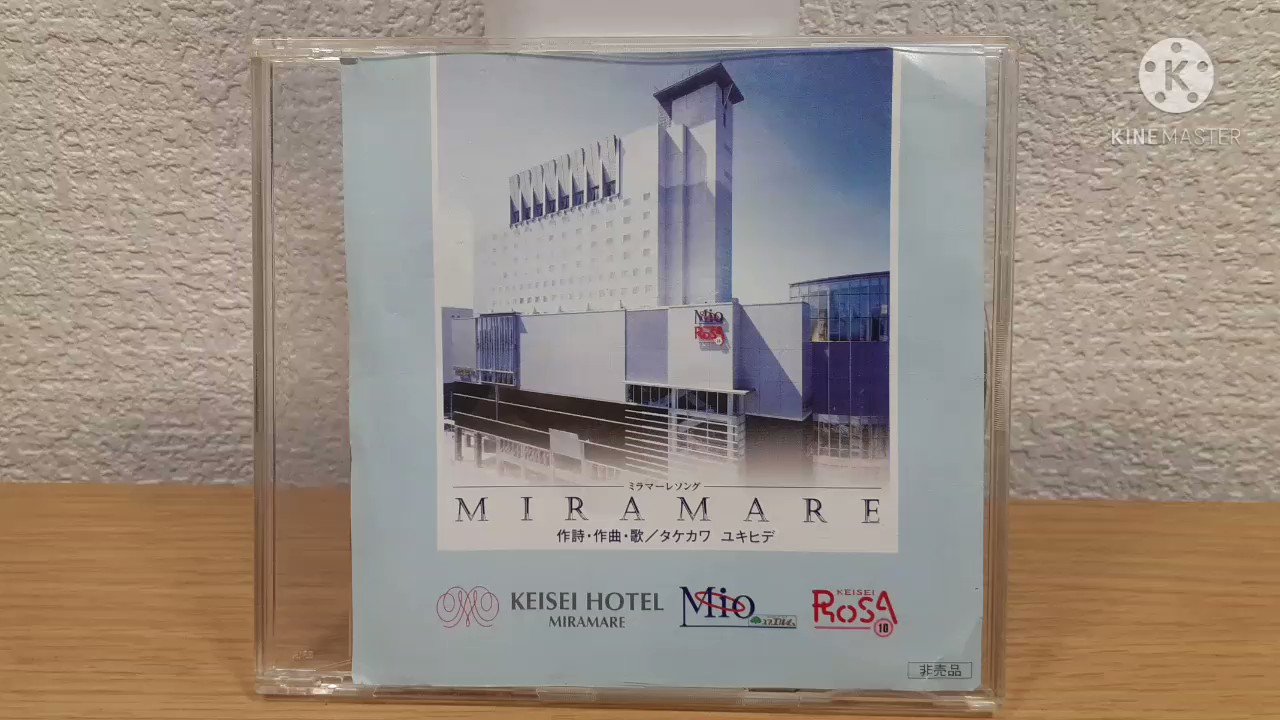 K
KINEMASTER
Mio
ROSA
ミラマーレソング
MIRAMARE
作詩・作曲・歌／タケカワ ユキヒデ
KEISEI HOTEL
MIRAMARE
Mio
KEISEI
ROSA
10
非売品